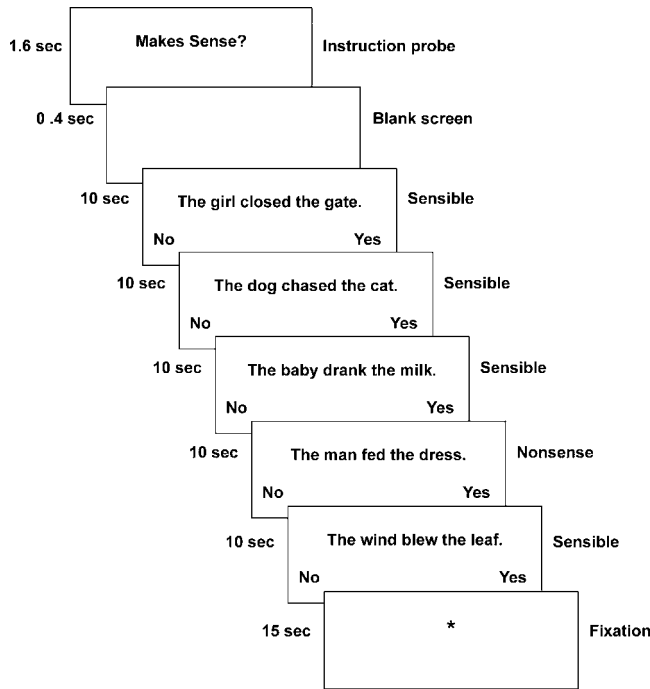 Makes Sense?
1.6 sec
Instruction probe
0 .4 sec
Blank screen
10 sec
The girl closed the gate.
Sensible
No
Yes
10 sec
The dog chased the cat.
Sensible
No
Yes
10 sec
The baby drank the milk.
Sensible
No
Yes
10 sec
The man fed the dress.
Nonsense
No
Yes
10 sec
The wind blew the leaf.
Sensible
No
Yes
15 sec
*
Fixation